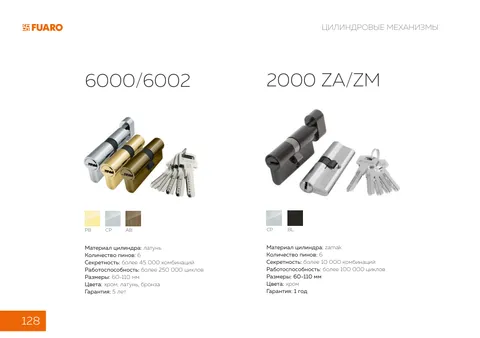 FUARO
ЦИЛИНДРОВЫЕ МЕХАНИЗМЫ
6000/6002
PB CP AB
Материал цилиндра: латунь
Количество пинов: 6
Секретность: более 45 000 комбинаций
Работоспособность: более 250 000 циклов
Размеры: 60-110 мм
Цвета: хром, латунь, бронза
Гарантия: 5 лет
2000 ZA/ZM
CP BL
Материал цилиндра: zamak
Количество пинов: 6
Секретность: более 10 000 комбинаций
Работоспособность: более 100 000 циклов
Размеры: 60-110 мм
Цвета: хром
Гарантия: 1 год
128